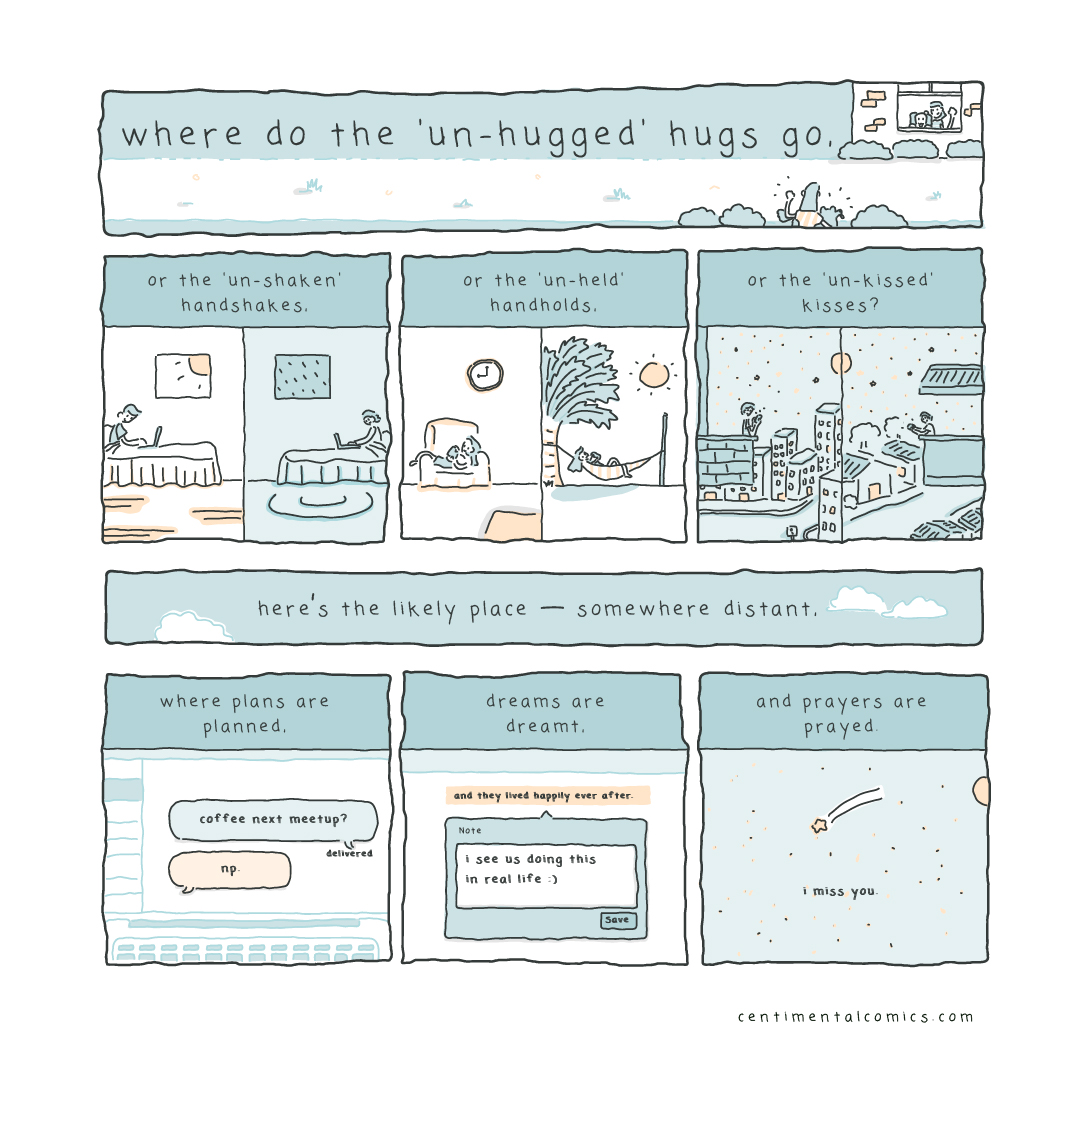 where do the 'un-hugged' hugs go,
or the 'un-shaken'
handshakes,
or the 'un-held'
handholds,
or the 'un-kissed'
kisses?
here's the likely place — somewhere distant,
where plans are
planned,
dreams are
dreamt,
and prayers are
prayed.
coffee next meetup?
delivered
np.
and they lived happily ever after.
Note
i see us doing this
in real life :)
Save
i miss you.
centimentalcomics.com